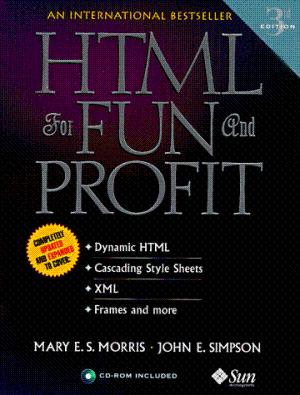 AN INTERNATIONAL BESTSELLER
3rd
EDITION
HTML
For FUN And
PROFIT
COMPLETELY
UPDATED
AND EXPANDED
TO COVER:
Dynamic HTML
Cascading Style Sheets
XML
Frames and more
MARY E. S. MORRIS · JOHN E. SIMPSON
CD-ROM INCLUDED
Sun
microsystems